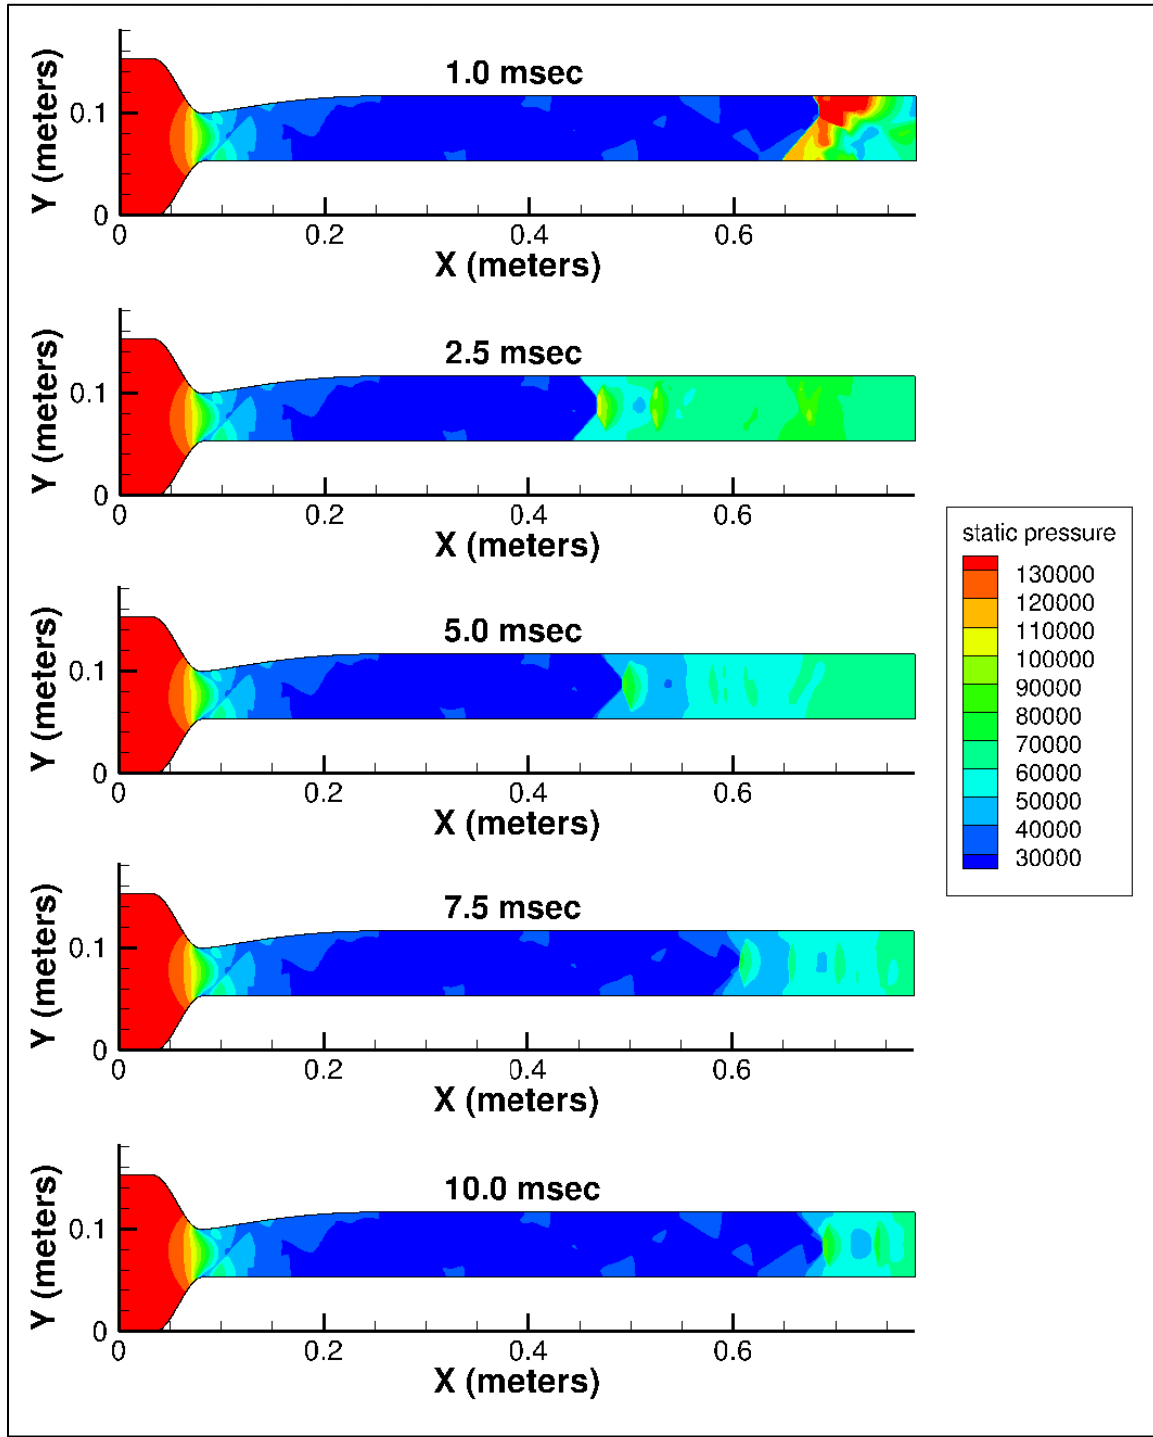 1.0 msec
Y (meters)
0.1
0
0 0.2 0.4 0.6
X (meters)
2.5 msec
Y (meters)
0.1
0
0 0.2 0.4 0.6
X (meters)
static pressure
130000
120000
110000
100000
90000
80000
70000
60000
50000
40000
30000
5.0 msec
Y (meters)
0.1
0
0 0.2 0.4 0.6
X (meters)
7.5 msec
Y (meters)
0.1
0
0 0.2 0.4 0.6
X (meters)
10.0 msec
Y (meters)
0.1
0
0 0.2 0.4 0.6
X (meters)